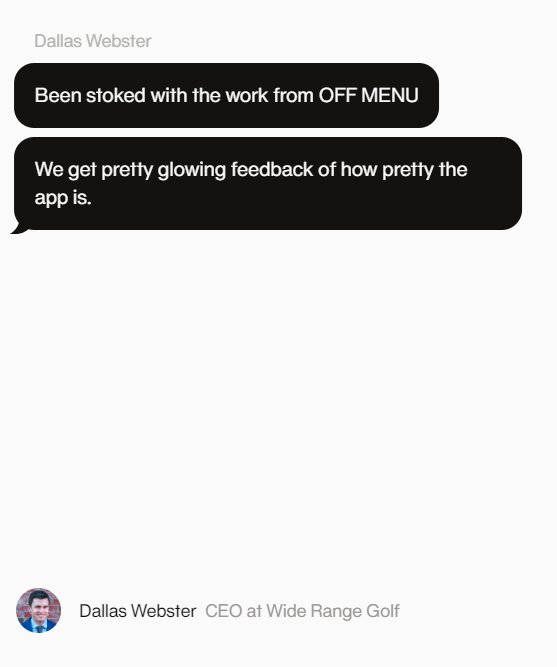 Dallas Webster
Been stoked with the work from OFF MENU
We get pretty glowing feedback of how pretty the
app is.
Dallas Webster CEO at Wide Range Golf